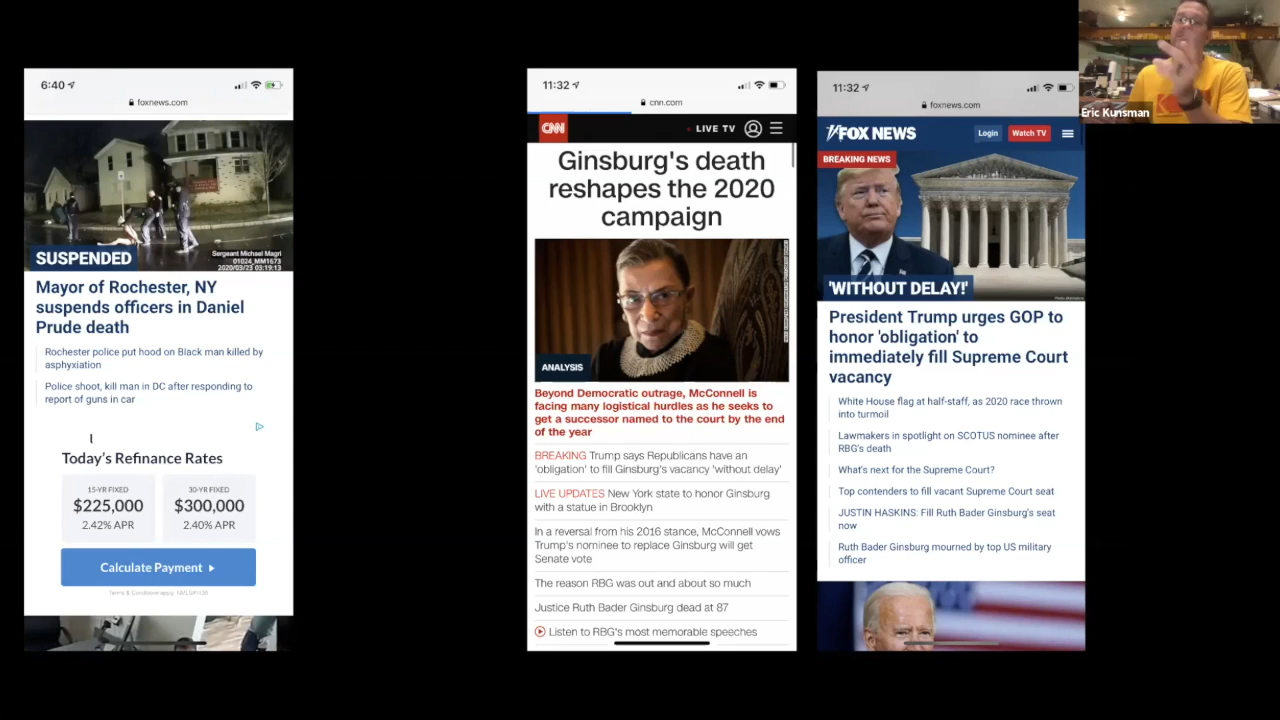 6:40
foxnews.com
SUSPENDED
Sergeant Michael Magri
01024_MM1673
2020/03/23 03:19:13
Mayor of Rochester, NY
suspends officers in Daniel
Prude death
Rochester police put hood on Black man killed by
asphyxiation
Police shoot, kill man in DC after responding to
report of guns in car
Today's Refinance Rates
15-YR FIXED
$225,000
2.42% APR
30-YR FIXED
$300,000
2.40% APR
Calculate Payment
11:32
cnn.com
CNN
LIVE TV
Ginsburg's death
reshapes the 2020
campaign
ANALYSIS
Beyond Democratic outrage, McConnell is
facing many logistical hurdles as he seeks to
get a successor named to the court by the end
of the year
BREAKING Trump says Republicans have an
'obligation' to fill Ginsburg's vacancy 'without delay'
LIVE UPDATES New York state to honor Ginsburg
with a statue in Brooklyn
In a reversal from his 2016 stance, McConnell vows
Trump's nominee to replace Ginsburg will get
Senate vote
The reason RBG was out and about so much
Justice Ruth Bader Ginsburg dead at 87
Listen to RBG's most memorable speeches
11:32
foxnews.com
FOX NEWS
Login
Watch TV
BREAKING NEWS
'WITHOUT DELAY!'
President Trump urges GOP to
honor 'obligation' to
immediately fill Supreme Court
vacancy
White House flag at half-staff, as 2020 race thrown
into turmoil
Lawmakers in spotlight on SCOTUS nominee after
RBG's death
What's next for the Supreme Court?
Top contenders to fill vacant Supreme Court seat
JUSTIN HASKINS: Fill Ruth Bader Ginsburg's seat
now
Ruth Bader Ginsburg mourned by top US military
officer
Eric Kunsman